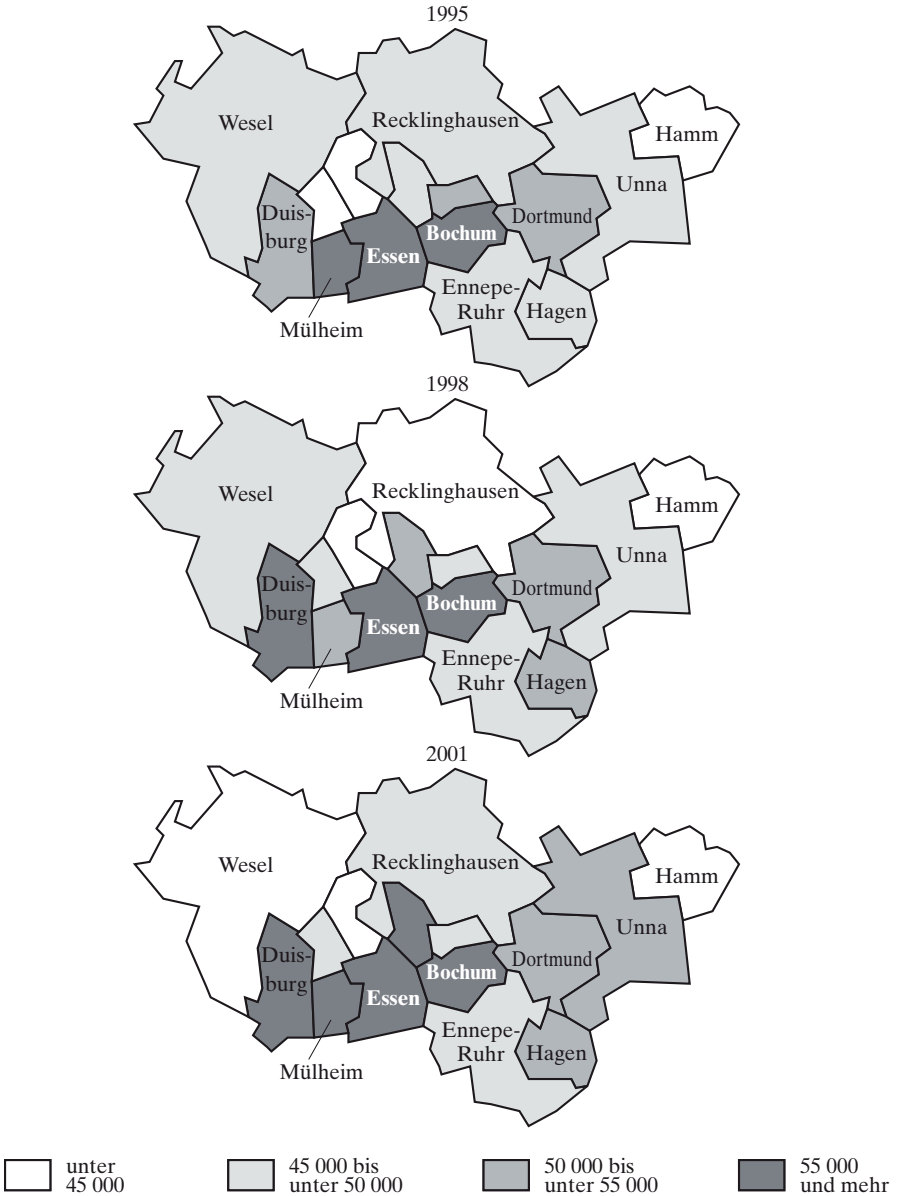 1995
Wesel
Recklinghausen
Hamm
Unna
Duis-
burg
Dortmund
Bochum
Essen
Ennepe-
Ruhr
Hagen
Mülheim
1998
Wesel
Recklinghausen
Hamm
Unna
Duis-
burg
Dortmund
Bochum
Essen
Ennepe-
Ruhr
Hagen
Mülheim
2001
Wesel
Recklinghausen
Hamm
Unna
Duis-
burg
Dortmund
Bochum
Essen
Ennepe-
Ruhr
Hagen
Mülheim
unter
45 000
45 000 bis
unter 50 000
50 000 bis
unter 55 000
55 000
und mehr